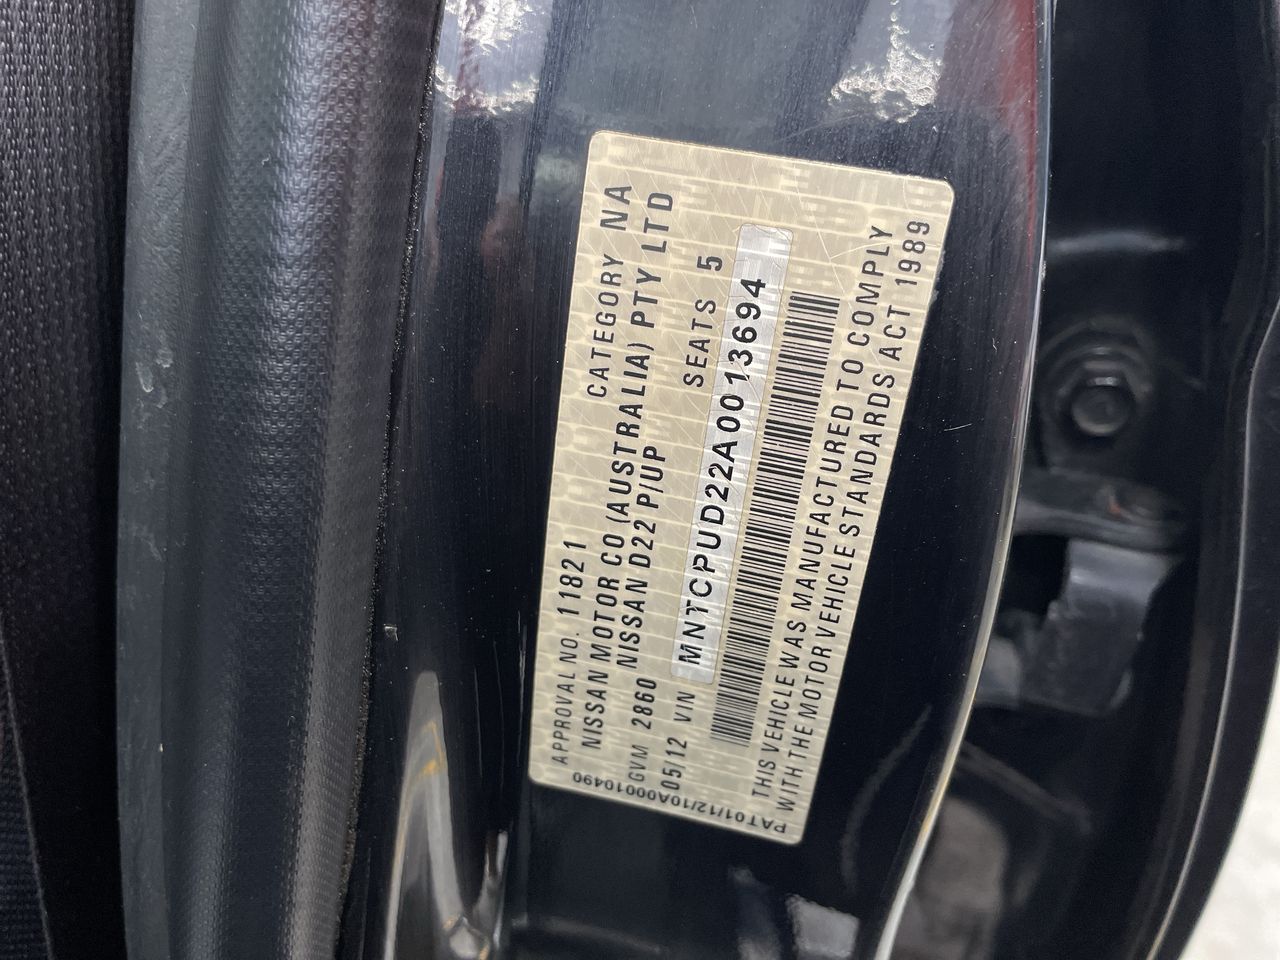 APPROVAL NO. 11821 CATEGORY NA
NISSAN MOTOR CO (AUSTRALIA) PTY LTD
GVM 2860 NISSAN D22 P/UP SEATS 5
05/12 VIN MNTCPUD22A0013694
THIS VEHICLE WAS MANUFACTURED TO COMPLY
WITH THE MOTOR VEHICLE STANDARDS ACT 1989
PAT01/12/10A00010490